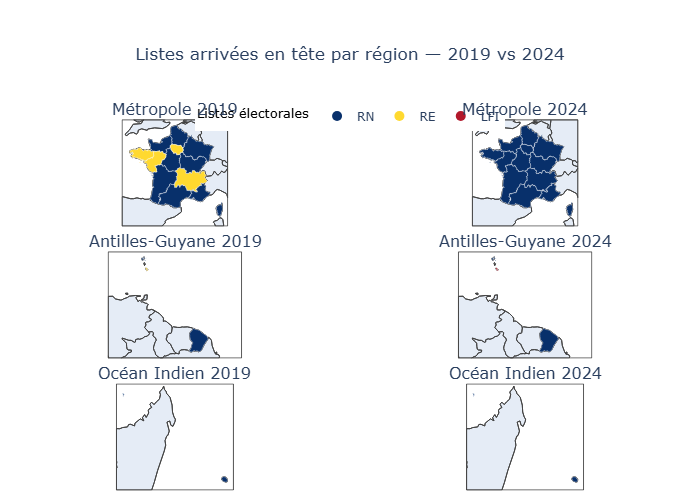 Listes arrivées en tête par région — 2019 vs 2024
Métropole 2019
Métropole 2024
Listes électorales
RN
RE
LFI
Antilles-Guyane 2019
Antilles-Guyane 2024
Océan Indien 2019
Océan Indien 2024